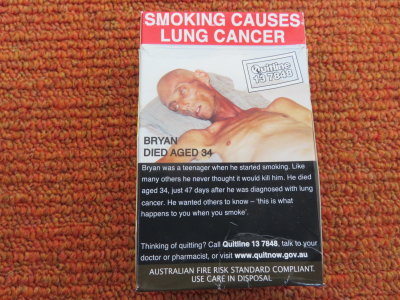 SMOKING CAUSES
LUNG CANCER
Quitline
13 7848
BRYAN
DIED AGED 34
Bryan was a teenager when he started smoking. Like
many others he never thought it would kill him. He died
aged 34, just 47 days after he was diagnosed with lung
cancer. He wanted others to know – 'this is what
happens to you when you smoke'.
Thinking of quitting? Call Quitline 13 7848, talk to your
doctor or pharmacist, or visit www.quitnow.gov.au
AUSTRALIAN FIRE RISK STANDARD COMPLIANT.
USE CARE IN DISPOSAL